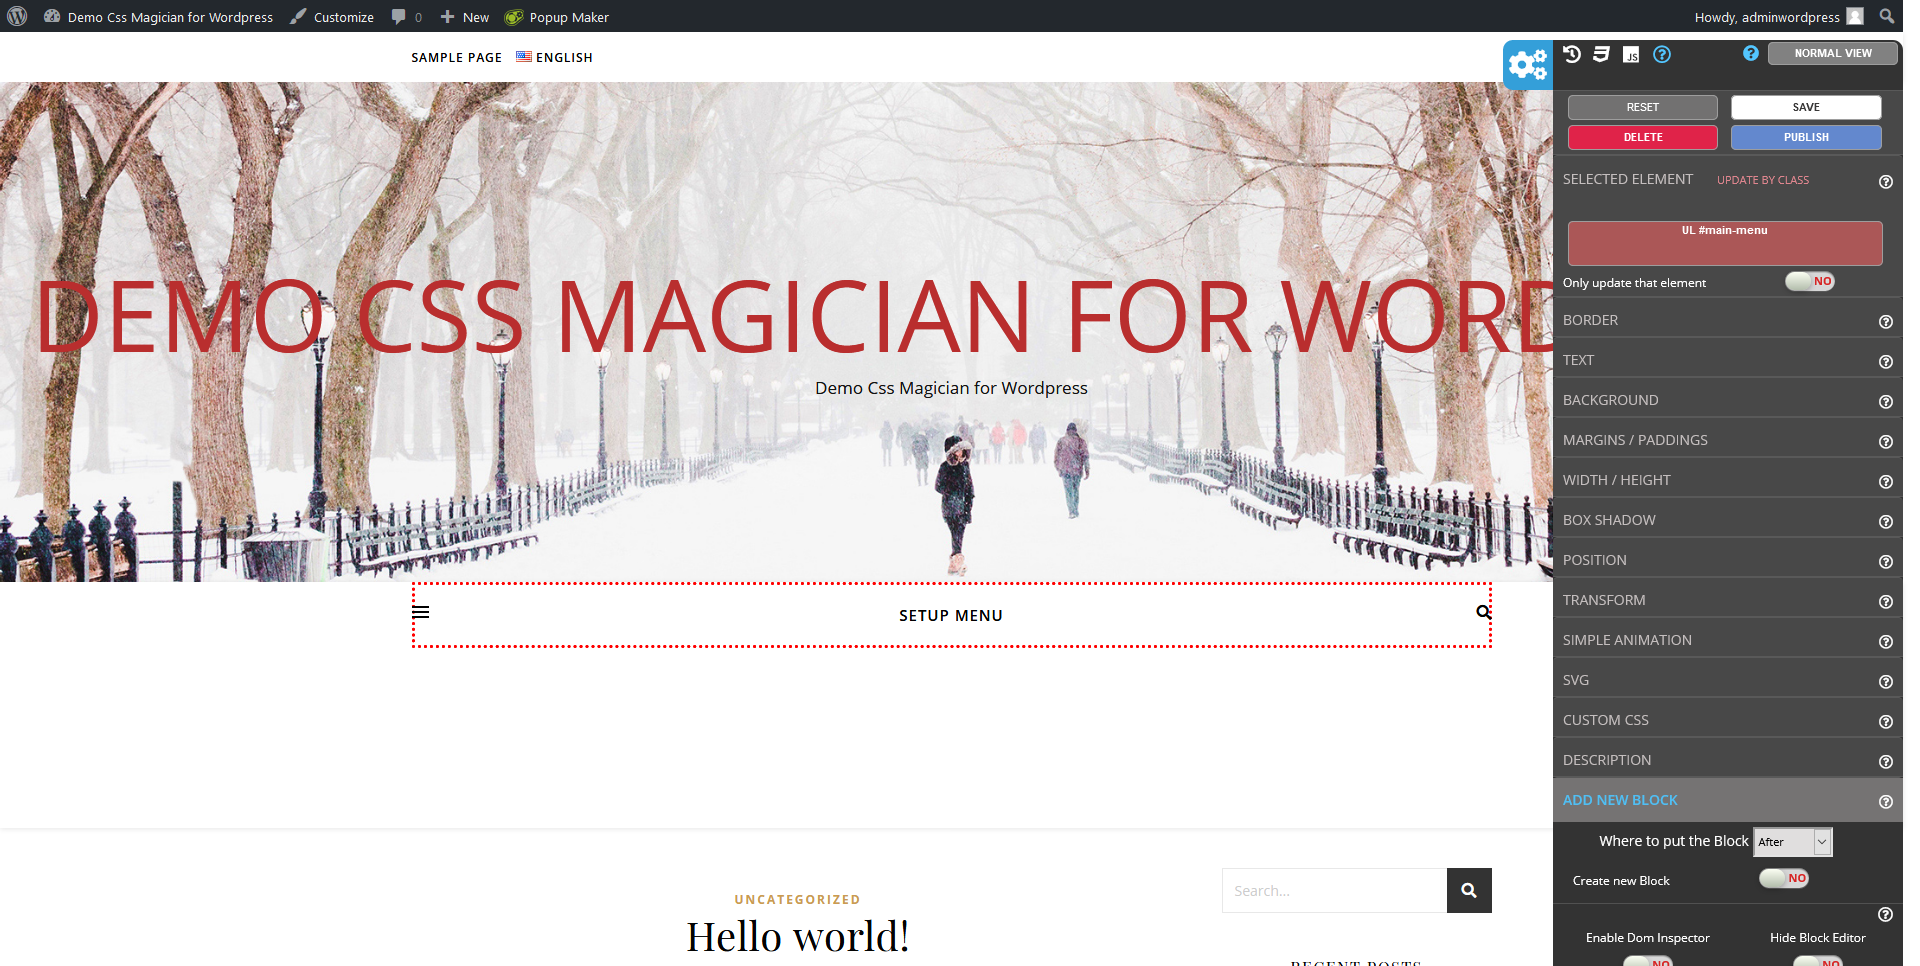 Demo Css Magician for Wordpress Customize 0 New Popup Maker Howdy, adminwordpress
SAMPLE PAGE ENGLISH
DEMO CSS MAGICIAN FOR WORD
Demo Css Magician for Wordpress
SETUP MENU
UNCATEGORIZED
Hello world!
Search...
RECENT POSTS
JS ? ? NORMAL VIEW
RESET SAVE
DELETE PUBLISH
SELECTED ELEMENT UPDATE BY CLASS ?
UL #main-menu
Only update that element NO
BORDER ?
TEXT ?
BACKGROUND ?
MARGINS / PADDINGS ?
WIDTH / HEIGHT ?
BOX SHADOW ?
POSITION ?
TRANSFORM ?
SIMPLE ANIMATION ?
SVG ?
CUSTOM CSS ?
DESCRIPTION ?
ADD NEW BLOCK ?
Where to put the Block After
Create new Block NO
?
Enable Dom Inspector Hide Block Editor
NO NO